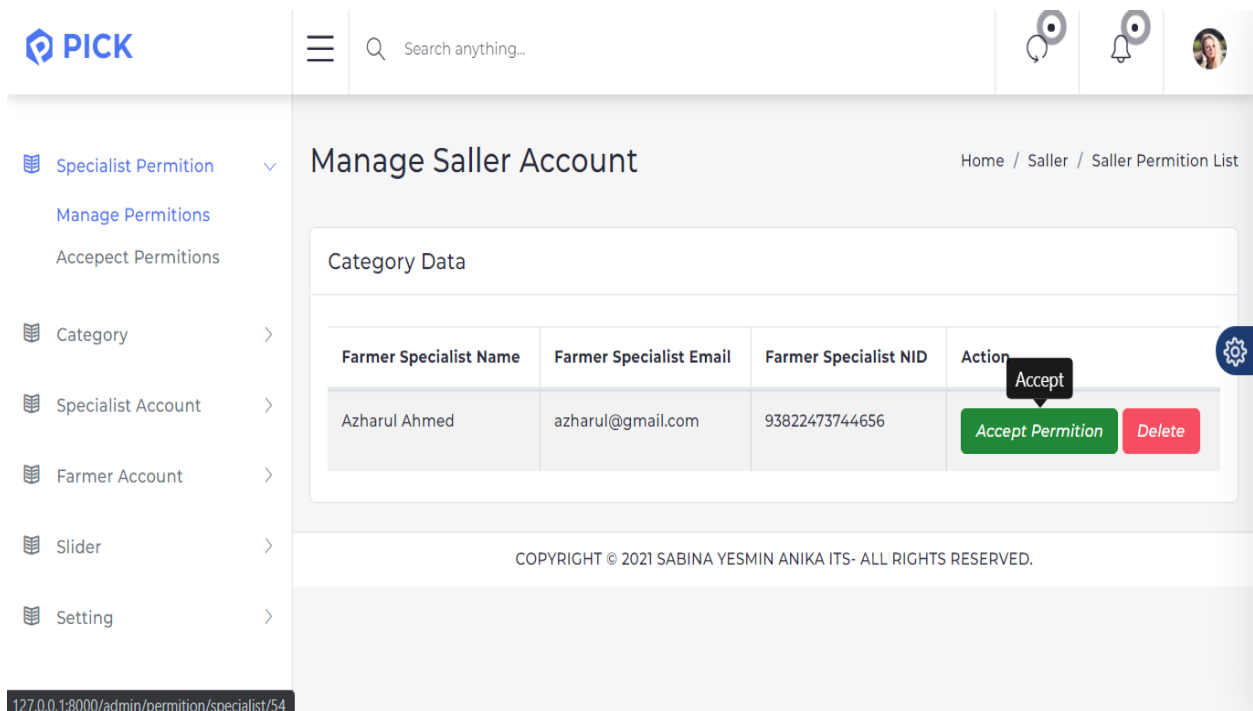 PICK
Search anything...
Specialist Permition
Manage Permitions
Accepect Permitions
Category
Specialist Account
Farmer Account
Slider
Setting
Manage Saller Account
Home / Saller / Saller Permition List
Category Data
Farmer Specialist Name Farmer Specialist Email Farmer Specialist NID Action
Accept
Azharul Ahmed azharul@gmail.com 93822473744656 Accept Permition Delete
COPYRIGHT © 2021 SABINA YESMIN ANIKA ITS- ALL RIGHTS RESERVED.
127.0.0.1:8000/admin/permition/specialist/54